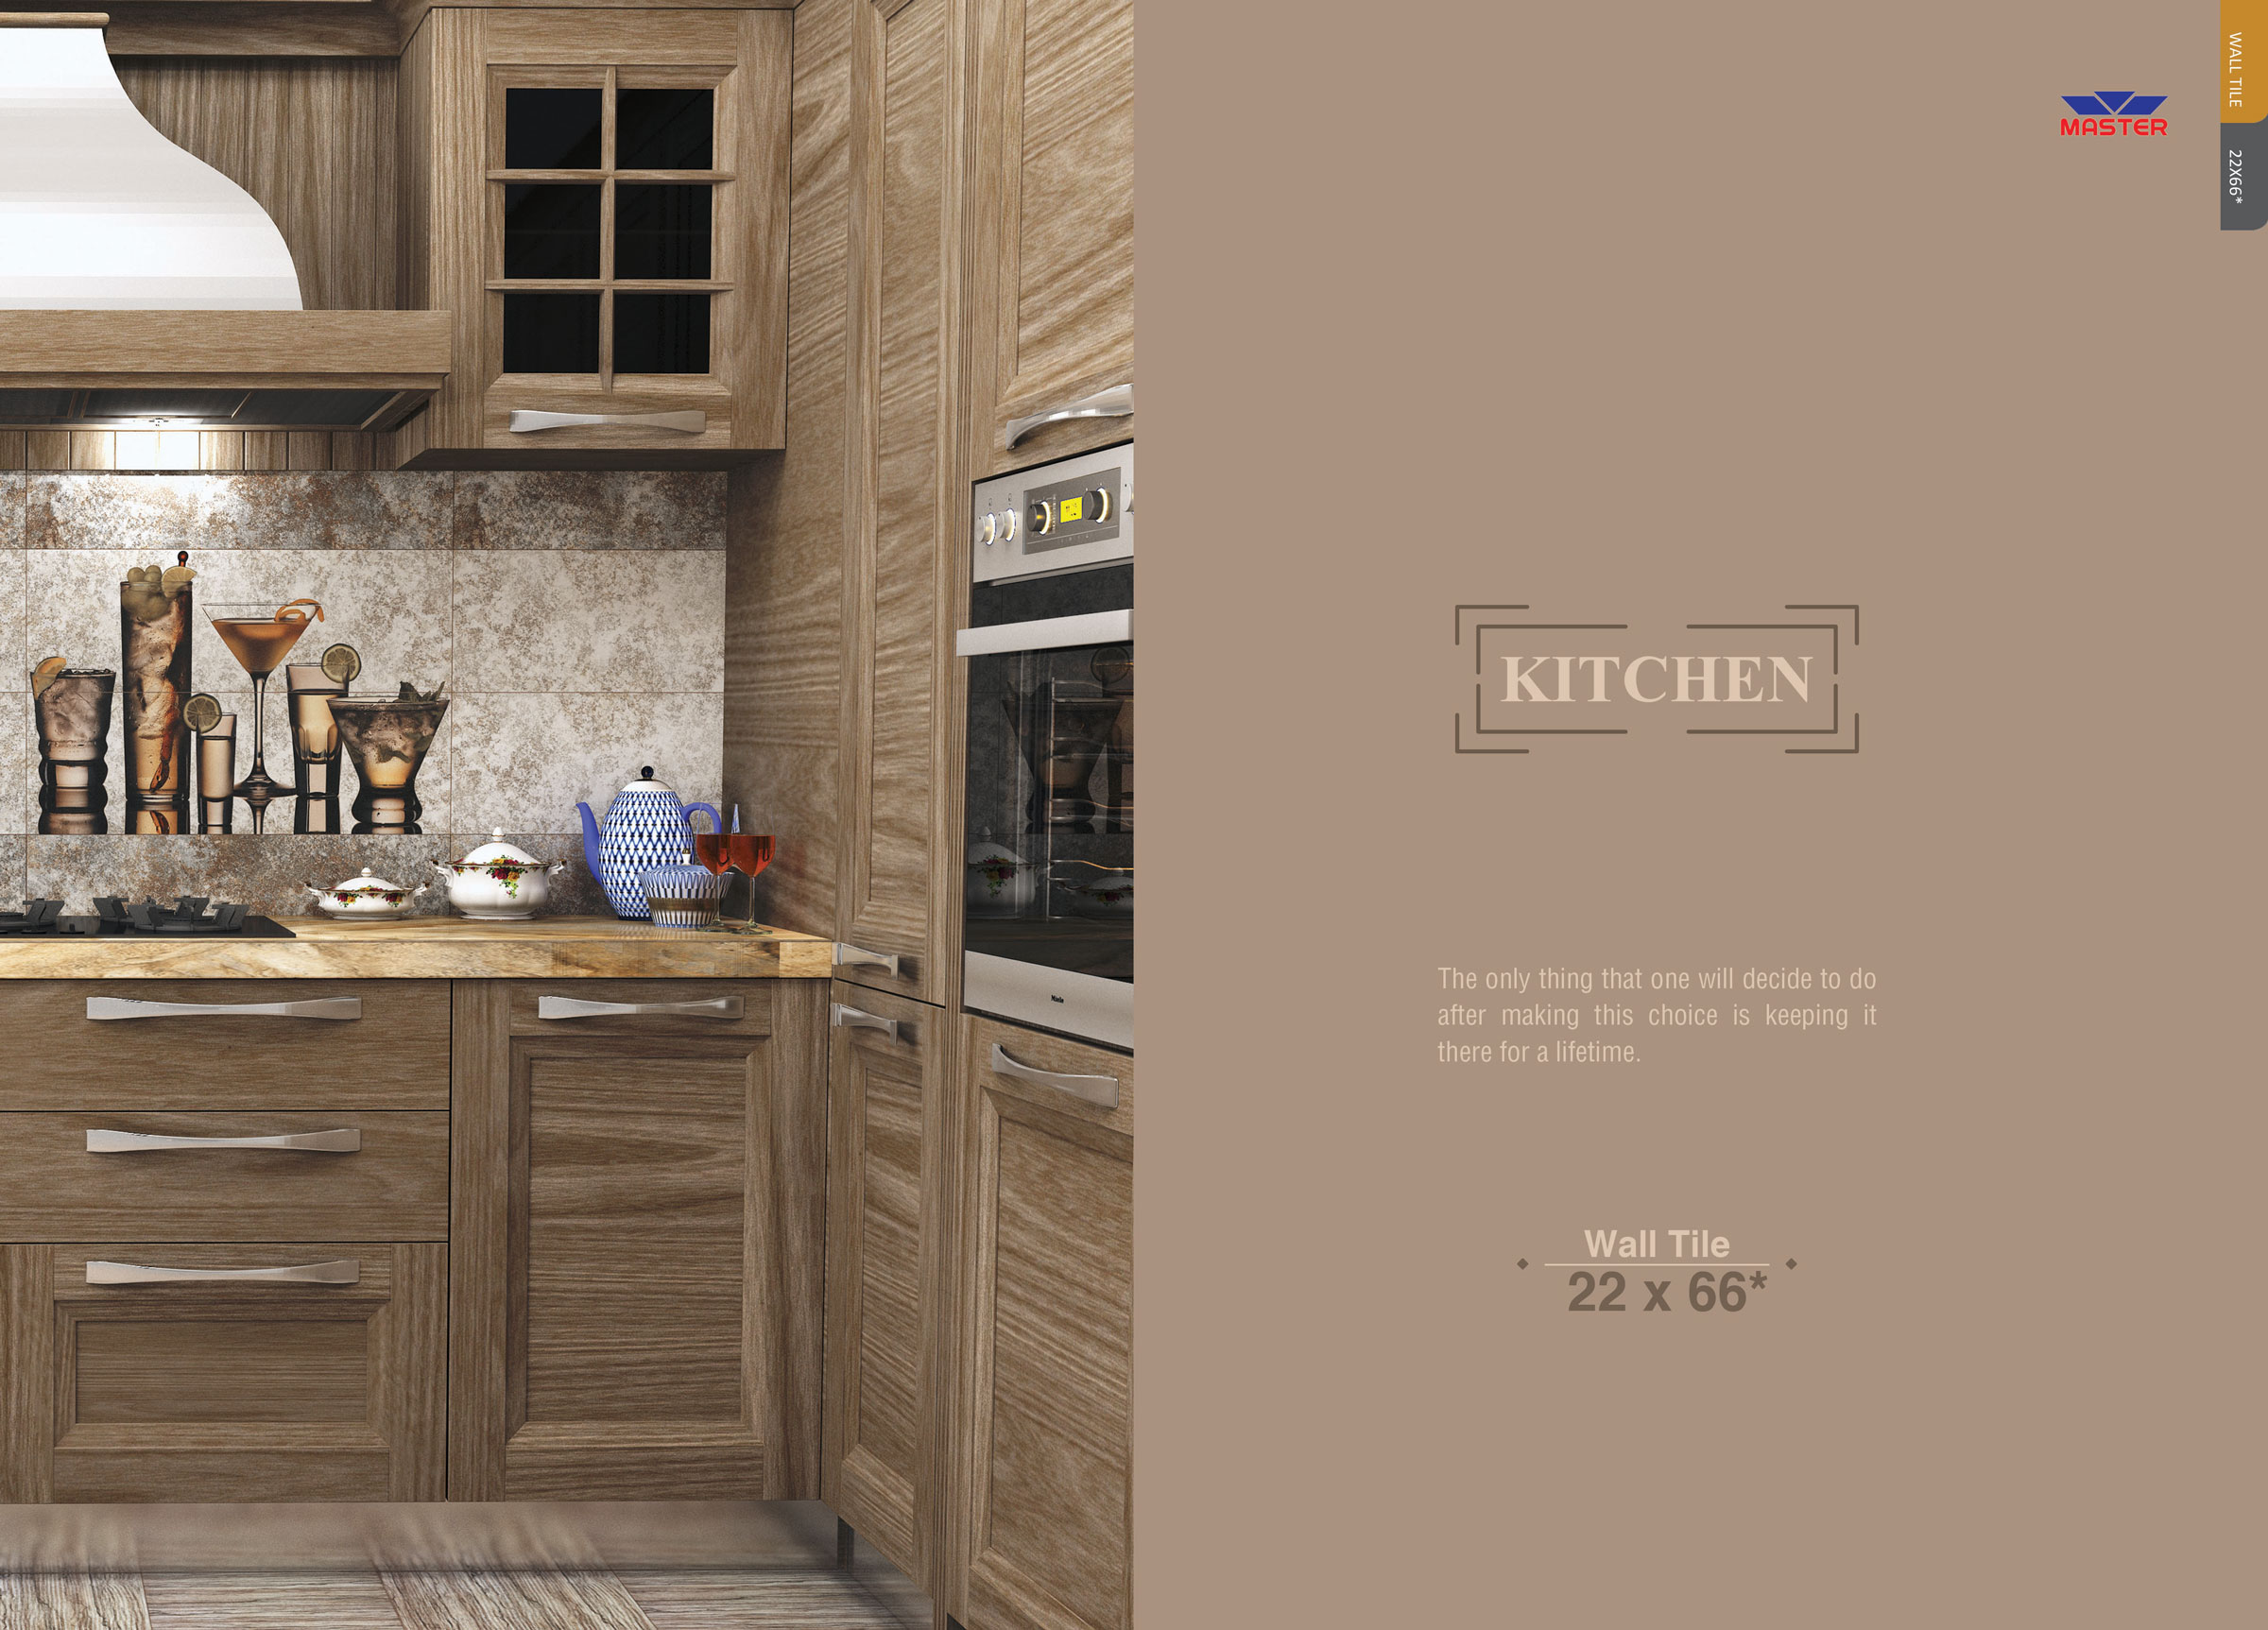 WALL TILE
22X66*
MASTER
KITCHEN
The only thing that one will decide to do
after making this choice is keeping it
there for a lifetime.
Wall Tile
22 x 66*
Miele